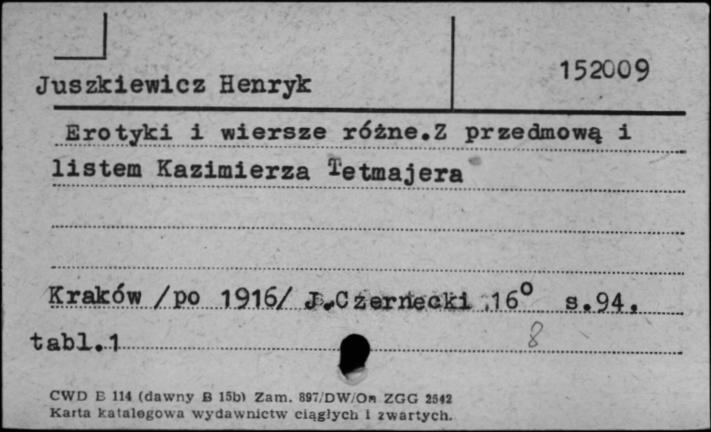 152009
Juszkiewicz Henryk
Erotyki i wiersze różne.Z przedmową i
listem Kazimierza Tetmajera
Kraków /po 1916/ J.Czernecki 16° s.94,
tabl.1
8
CWD B 114 (dawny B 15b) Zam. 897/DW/On ZGG 2542
Karta katalogowa wydawnictw ciągłych i zwartych.